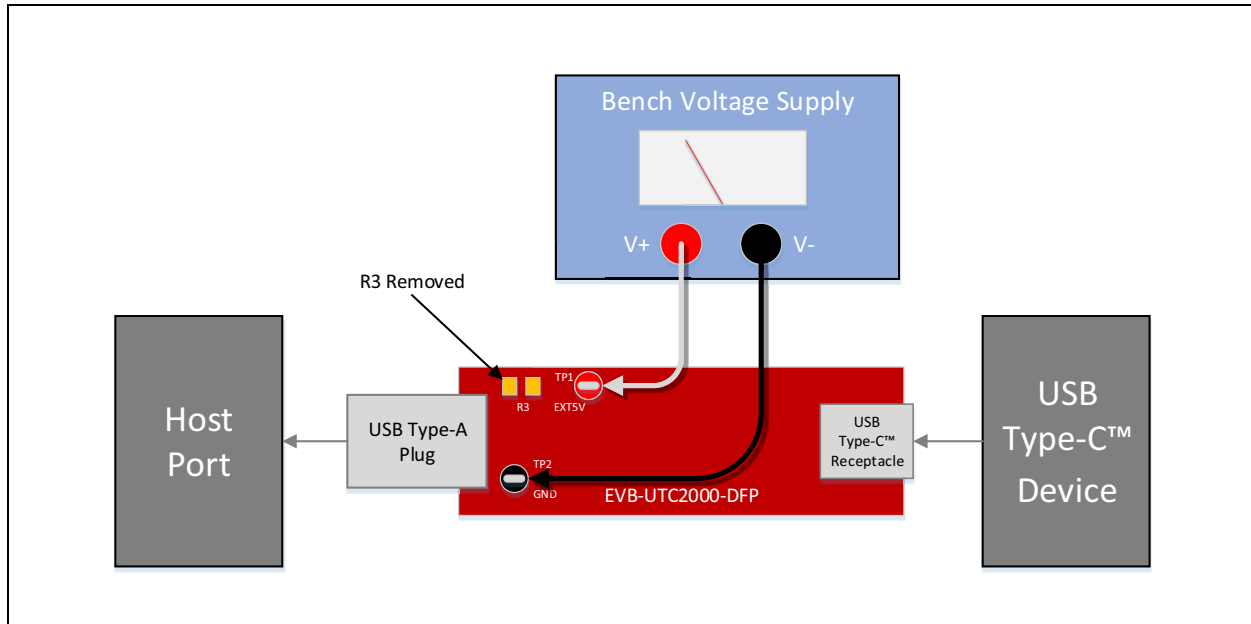 Bench Voltage Supply
V+
V-
R3 Removed
Host
Port
USB Type-A
Plug
R3
TP1
EXT5V
TP2
GND
EVB-UTC2000-DFP
USB
Type-C™
Receptacle
USB
Type-C™
Device